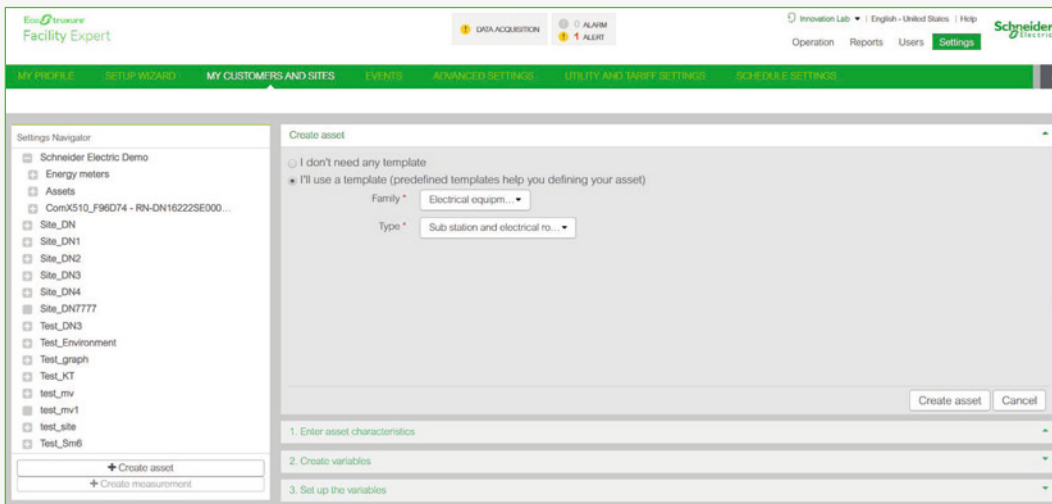 EcoStruxure
Facility Expert
DATA ACQUISITION
0 ALARM
1 ALERT
Innovation Lab | English - United States | Help
Operation Reports Users Settings
Schneider
Electric
MY PROFILE SETUP WIZARD MY CUSTOMERS AND SITES EVENTS ADVANCED SETTINGS UTILITY AND TARIFF SETTINGS SCHEDULE SETTINGS
Settings Navigator
Schneider Electric Demo
Energy meters
Assets
ComX510_F96D74 - RN-DN16222SE000...
Site_DN
Site_DN1
Site_DN2
Site_DN3
Site_DN4
Site_DN7777
Test_DN3
Test_Environment
Test_graph
Test_KT
test_mv
test_mv1
test_site
Test_Sm6
+ Create asset
+ Create measurement
Create asset
I don't need any template
I'll use a template (predefined templates help you defining your asset)
Family * Electrical equipm...
Type * Sub station and electrical ro...
Create asset Cancel
1. Enter asset characteristics
2. Create variables
3. Set up the variables